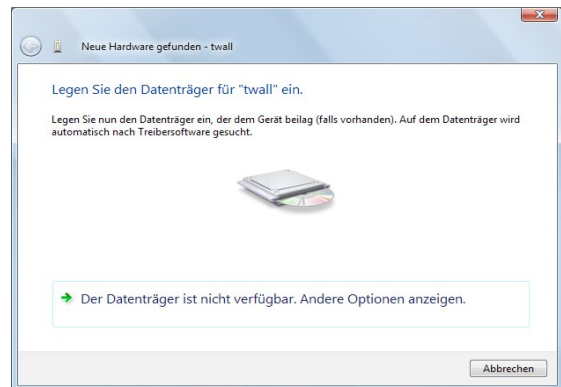 Neue Hardware gefunden - twall
Legen Sie den Datenträger für "twall" ein.
Legen Sie nun den Datenträger ein, der dem Gerät beilag (falls vorhanden). Auf dem Datenträger wird
automatisch nach Treibersoftware gesucht.
Der Datenträger ist nicht verfügbar. Andere Optionen anzeigen.
Abbrechen